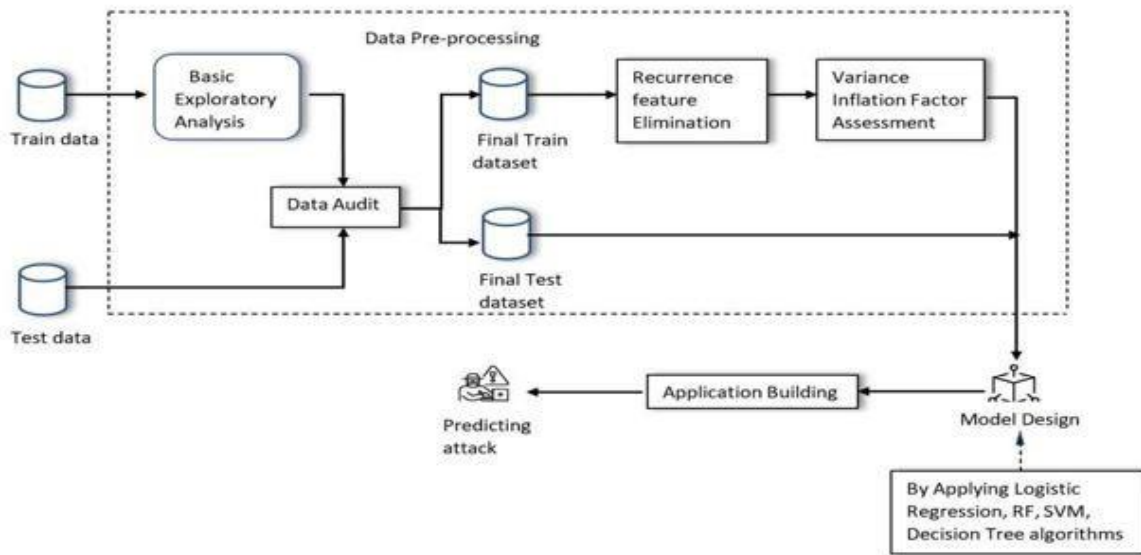 Data Pre-processing
Train data
Basic
Exploratory
Analysis
Final Train
dataset
Recurrence
feature
Elimination
Variance
Inflation Factor
Assessment
Data Audit
Final Test
dataset
Test data
Predicting
attack
Application Building
Model Design
By Applying Logistic
Regression, RF, SVM,
Decision Tree algorithms